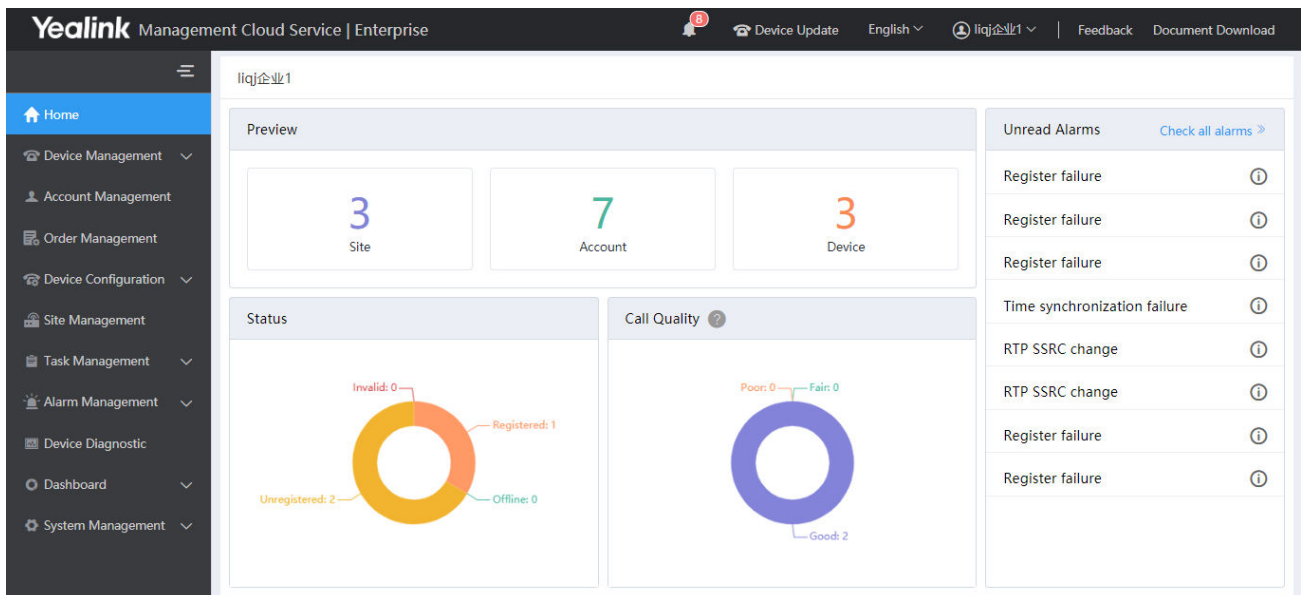 Yealink Management Cloud Service | Enterprise
8
Device Update
English
liqj企业1
Feedback
Document Download
Home
Device Management
Account Management
Order Management
Device Configuration
Site Management
Task Management
Alarm Management
Device Diagnostic
Dashboard
System Management
liqj企业1
Preview
3
Site
7
Account
3
Device
Status
Invalid: 0
Registered: 1
Unregistered: 2
Offline: 0
Call Quality ?
Poor: 0
Fair: 0
Good: 2
Unread Alarms
Check all alarms »
Register failure
Register failure
Register failure
Time synchronization failure
RTP SSRC change
RTP SSRC change
Register failure
Register failure